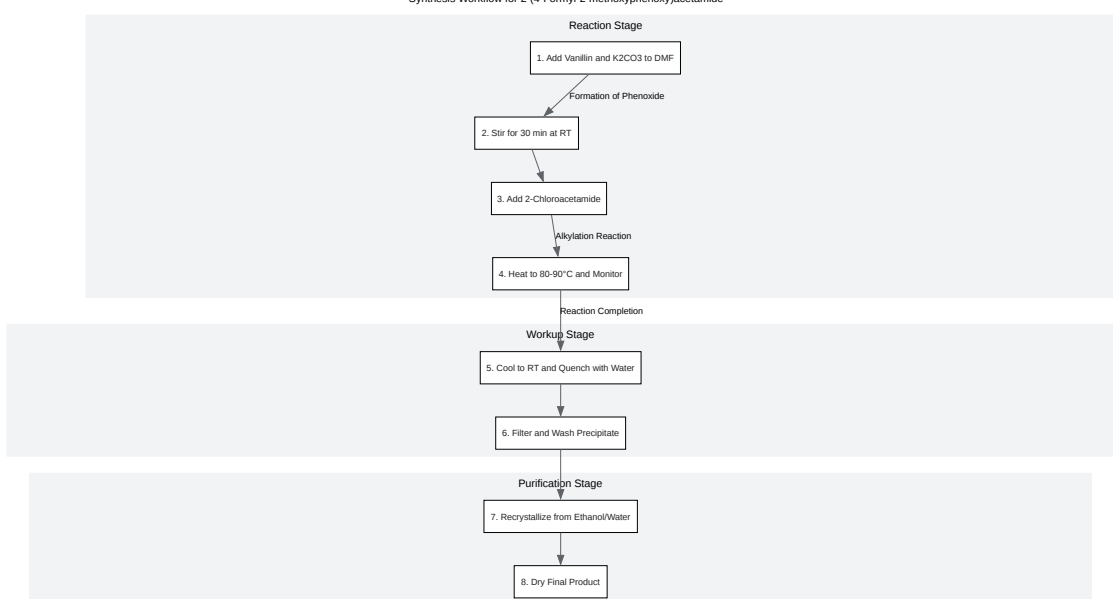 Synthesis Workflow for 2-(4-Formyl-2-methoxyphenoxy)acetamide
Reaction Stage
1. Add Vanillin and K2CO3 to DMF
Formation of Phenoxide
2. Stir for 30 min at RT
3. Add 2-Chloroacetamide
Alkylation Reaction
4. Heat to 80-90°C and Monitor
Reaction Completion
Workup Stage
5. Cool to RT and Quench with Water
6. Filter and Wash Precipitate
Purification Stage
7. Recrystallize from Ethanol/Water
8. Dry Final Product